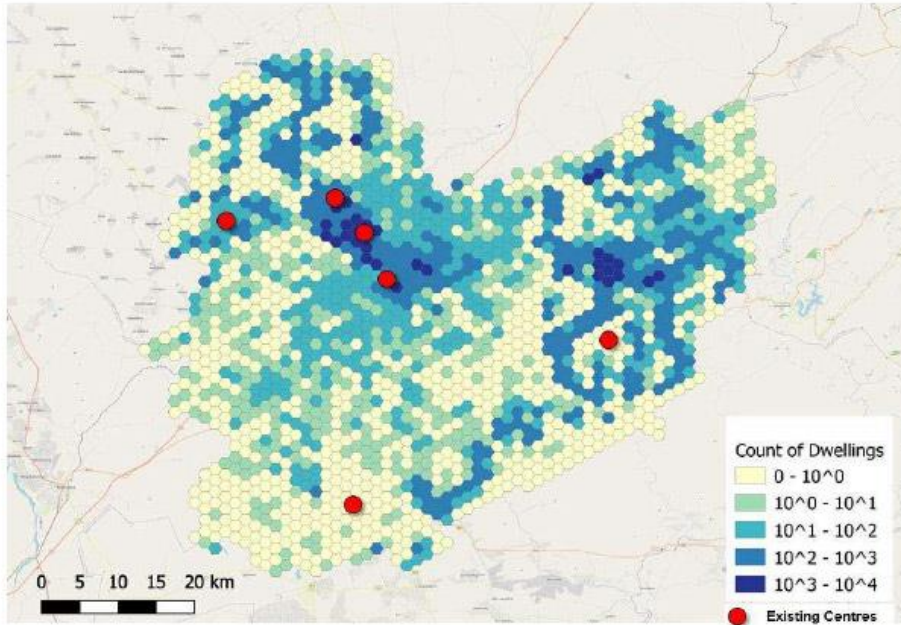 Count of Dwellings
0 - 10^0
10^0 - 10^1
10^1 - 10^2
10^2 - 10^3
10^3 - 10^4
Existing Centres
0 5 10 15 20 km